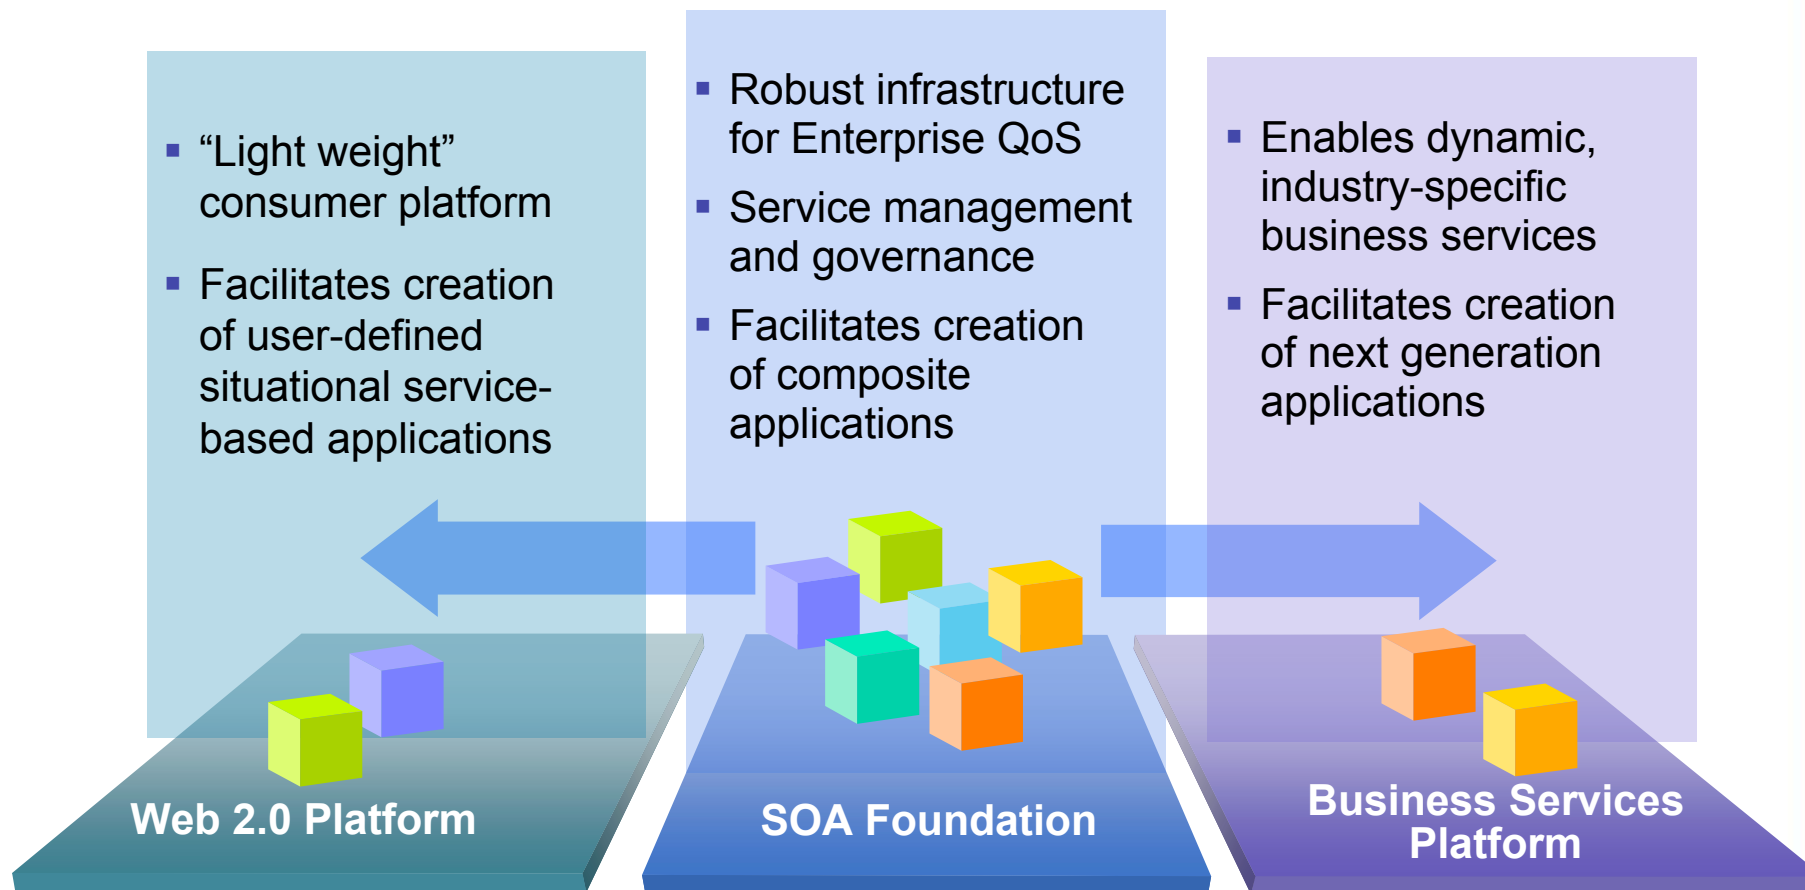 ▪ “Light weight”
consumer platform
▪ Facilitates creation
of user-defined
situational service-
based applications
Web 2.0 Platform
▪ Robust infrastructure
for Enterprise QoS
▪ Service management
and governance
▪ Facilitates creation
of composite
applications
SOA Foundation
▪ Enables dynamic,
industry-specific
business services
▪ Facilitates creation
of next generation
applications
Business Services
Platform